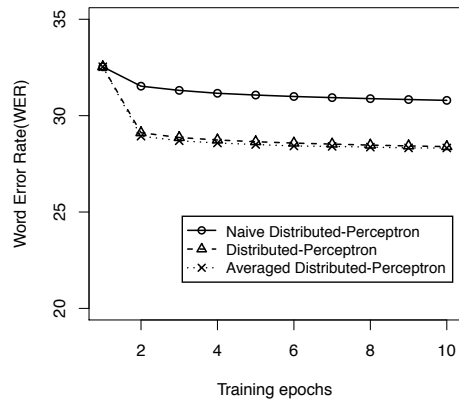 35
30
25
20
Word Error Rate(WER)
Naive Distributed-Perceptron
Distributed-Perceptron
Averaged Distributed-Perceptron
2 4 6 8 10
Training epochs